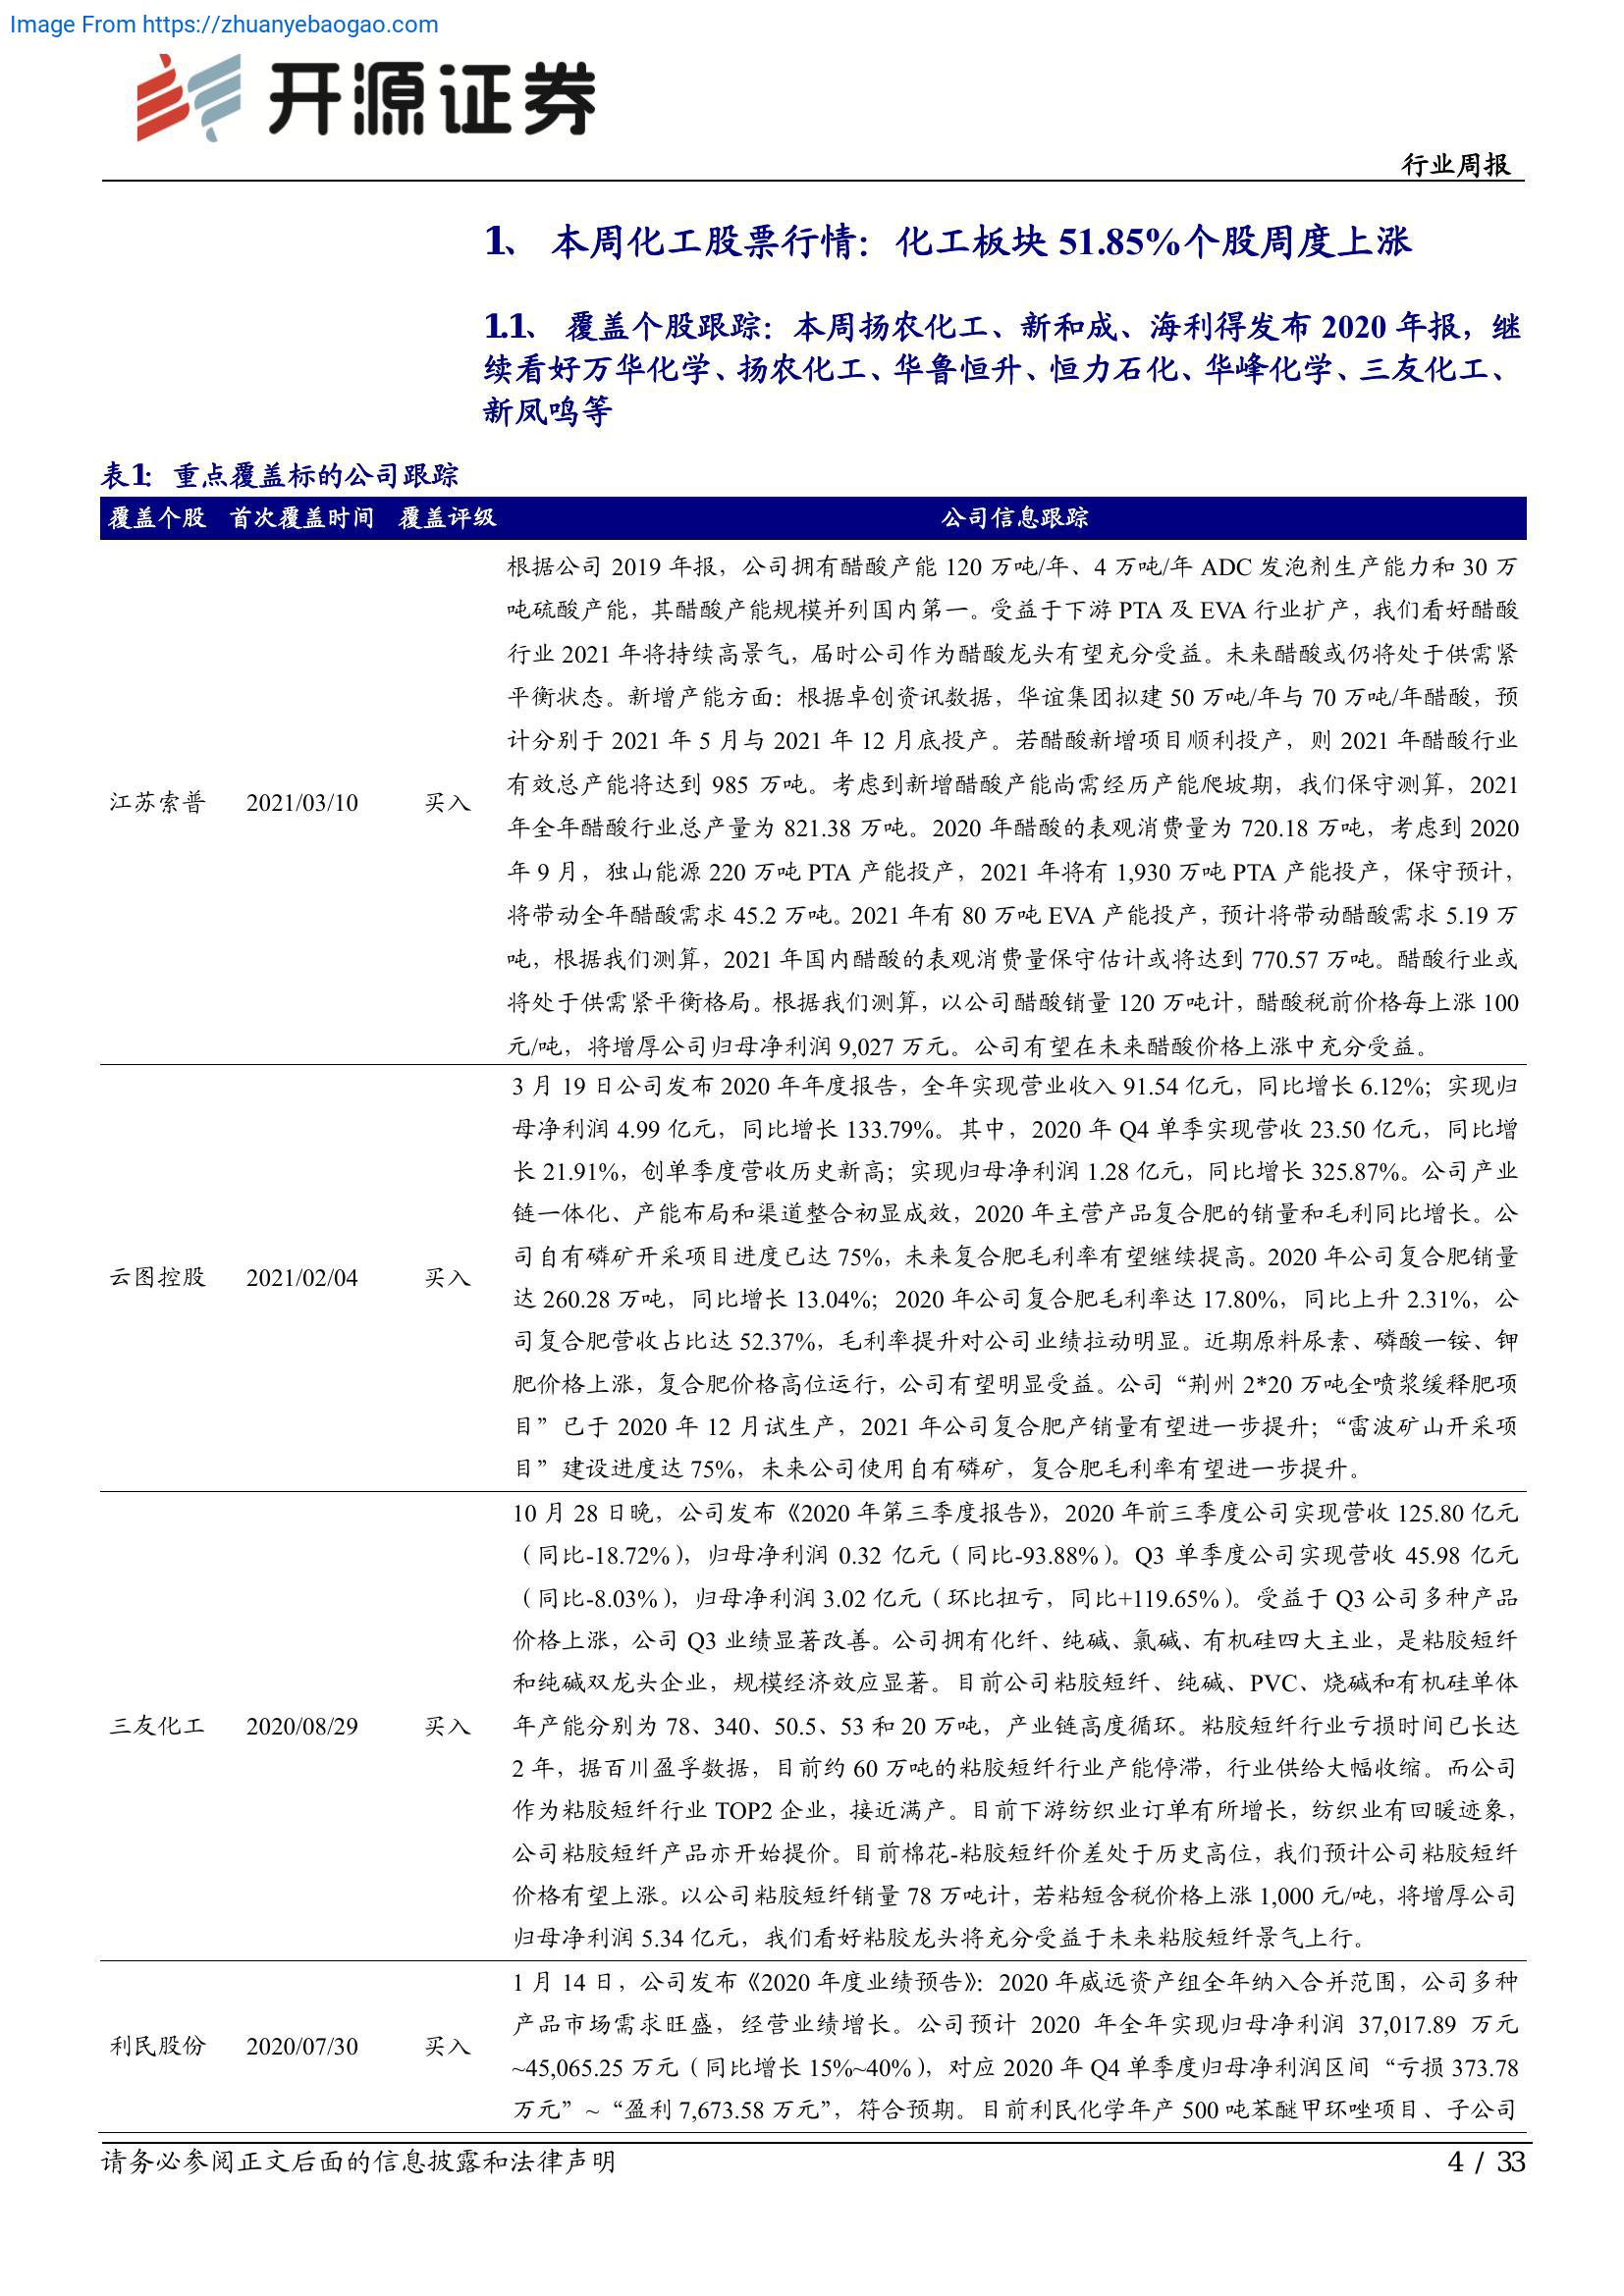 Image From https://zhuanyebaogao.com
开源证券
行业周报
1、 本周化工股票行情：化工板块 51.85%个股周度上涨
1.1、 覆盖个股跟踪：本周扬农化工、新和成、海利得发布 2020 年报，继
续看好万华化学、扬农化工、华鲁恒升、恒力石化、华峰化学、三友化工、
新凤鸣等
表1：重点覆盖标的公司跟踪
覆盖个股 首次覆盖时间 覆盖评级 公司信息跟踪
根据公司 2019 年报，公司拥有醋酸产能 120 万吨/年、4 万吨/年 ADC 发泡剂生产能力和 30 万
吨硫酸产能，其醋酸产能规模并列国内第一。受益于下游 PTA 及 EVA 行业扩产，我们看好醋酸
行业 2021 年将持续高景气，届时公司作为醋酸龙头有望充分受益。未来醋酸或仍将处于供需紧
平衡状态。新增产能方面：根据卓创资讯数据，华谊集团拟建 50 万吨/年与 70 万吨/年醋酸，预
计分别于 2021 年 5 月与 2021 年 12 月底投产。若醋酸新增项目顺利投产，则 2021 年醋酸行业
有效总产能将达到 985 万吨。考虑到新增醋酸产能尚需经历产能爬坡期，我们保守测算，2021
江苏索普 2021/03/10 买入
年全年醋酸行业总产量为 821.38 万吨。2020 年醋酸的表观消费量为 720.18 万吨，考虑到 2020
年 9 月，独山能源 220 万吨 PTA 产能投产，2021 年将有 1,930 万吨 PTA 产能投产，保守预计，
将带动全年醋酸需求 45.2 万吨。2021 年有 80 万吨 EVA 产能投产，预计将带动醋酸需求 5.19 万
吨，根据我们测算，2021 年国内醋酸的表观消费量保守估计或将达到 770.57 万吨。醋酸行业或
将处于供需紧平衡格局。根据我们测算，以公司醋酸销量 120 万吨计，醋酸税前价格每上涨 100
元/吨，将增厚公司归母净利润 9,027 万元。公司有望在未来醋酸价格上涨中充分受益。
3 月 19 日公司发布 2020 年年度报告，全年实现营业收入 91.54 亿元，同比增长 6.12%；实现归
母净利润 4.99 亿元，同比增长 133.79%。其中，2020 年 Q4 单季实现营收 23.50 亿元，同比增
长 21.91%，创单季度营收历史新高；实现归母净利润 1.28 亿元，同比增长 325.87%。公司产业
链一体化、产能布局和渠道整合初显成效，2020 年主营产品复合肥的销量和毛利同比增长。公
司自有磷矿开采项目进度已达 75%，未来复合肥毛利率有望继续提高。2020 年公司复合肥销量
云图控股 2021/02/04 买入
达 260.28 万吨，同比增长 13.04%；2020 年公司复合肥毛利率达 17.80%，同比上升 2.31%，公
司复合肥营收占比达 52.37%，毛利率提升对公司业绩拉动明显。近期原料尿素、磷酸一铵、钾
肥价格上涨，复合肥价格高位运行，公司有望明显受益。公司“荆州 2*20 万吨全喷浆缓释肥项
目”已于 2020 年 12 月试生产，2021 年公司复合肥产销量有望进一步提升；“雷波矿山开采项
目”建设进度达 75%，未来公司使用自有磷矿，复合肥毛利率有望进一步提升。
10 月 28 日晚，公司发布《2020 年第三季度报告》，2020 年前三季度公司实现营收 125.80 亿元
（同比-18.72%），归母净利润 0.32 亿元（同比-93.88%）。Q3 单季度公司实现营收 45.98 亿元
（同比-8.03%），归母净利润 3.02 亿元（环比扭亏，同比+119.65%）。受益于 Q3 公司多种产品
价格上涨，公司 Q3 业绩显著改善。公司拥有化纤、纯碱、氯碱、有机硅四大主业，是粘胶短纤
和纯碱双龙头企业，规模经济效应显著。目前公司粘胶短纤、纯碱、PVC、烧碱和有机硅单体
三友化工 2020/08/29 买入
年产能分别为 78、340、50.5、53 和 20 万吨，产业链高度循环。粘胶短纤行业亏损时间已长达
2 年，据百川盈孚数据，目前约 60 万吨的粘胶短纤行业产能停滞，行业供给大幅收缩。而公司
作为粘胶短纤行业 TOP2 企业，接近满产。目前下游纺织业订单有所增长，纺织业有回暖迹象，
公司粘胶短纤产品亦开始提价。目前棉花-粘胶短纤价差处于历史高位，我们预计公司粘胶短纤
价格有望上涨。以公司粘胶短纤销量 78 万吨计，若粘短含税价格上涨 1,000 元/吨，将增厚公司
归母净利润 5.34 亿元，我们看好粘胶龙头将充分受益于未来粘胶短纤景气上行。
1 月 14 日，公司发布《2020 年度业绩预告》：2020 年威远资产组全年纳入合并范围，公司多种
产品市场需求旺盛，经营业绩增长。公司预计 2020 年全年实现归母净利润 37,017.89 万元
利民股份 2020/07/30 买入
~45,065.25 万元（同比增长 15%~40%），对应 2020 年 Q4 单季度归母净利润区间“亏损 373.78
万元”~“盈利 7,673.58 万元”，符合预期。目前利民化学年产 500 吨苯醚甲环唑项目、子公司
请务必参阅正文后面的信息披露和法律声明
4 / 33